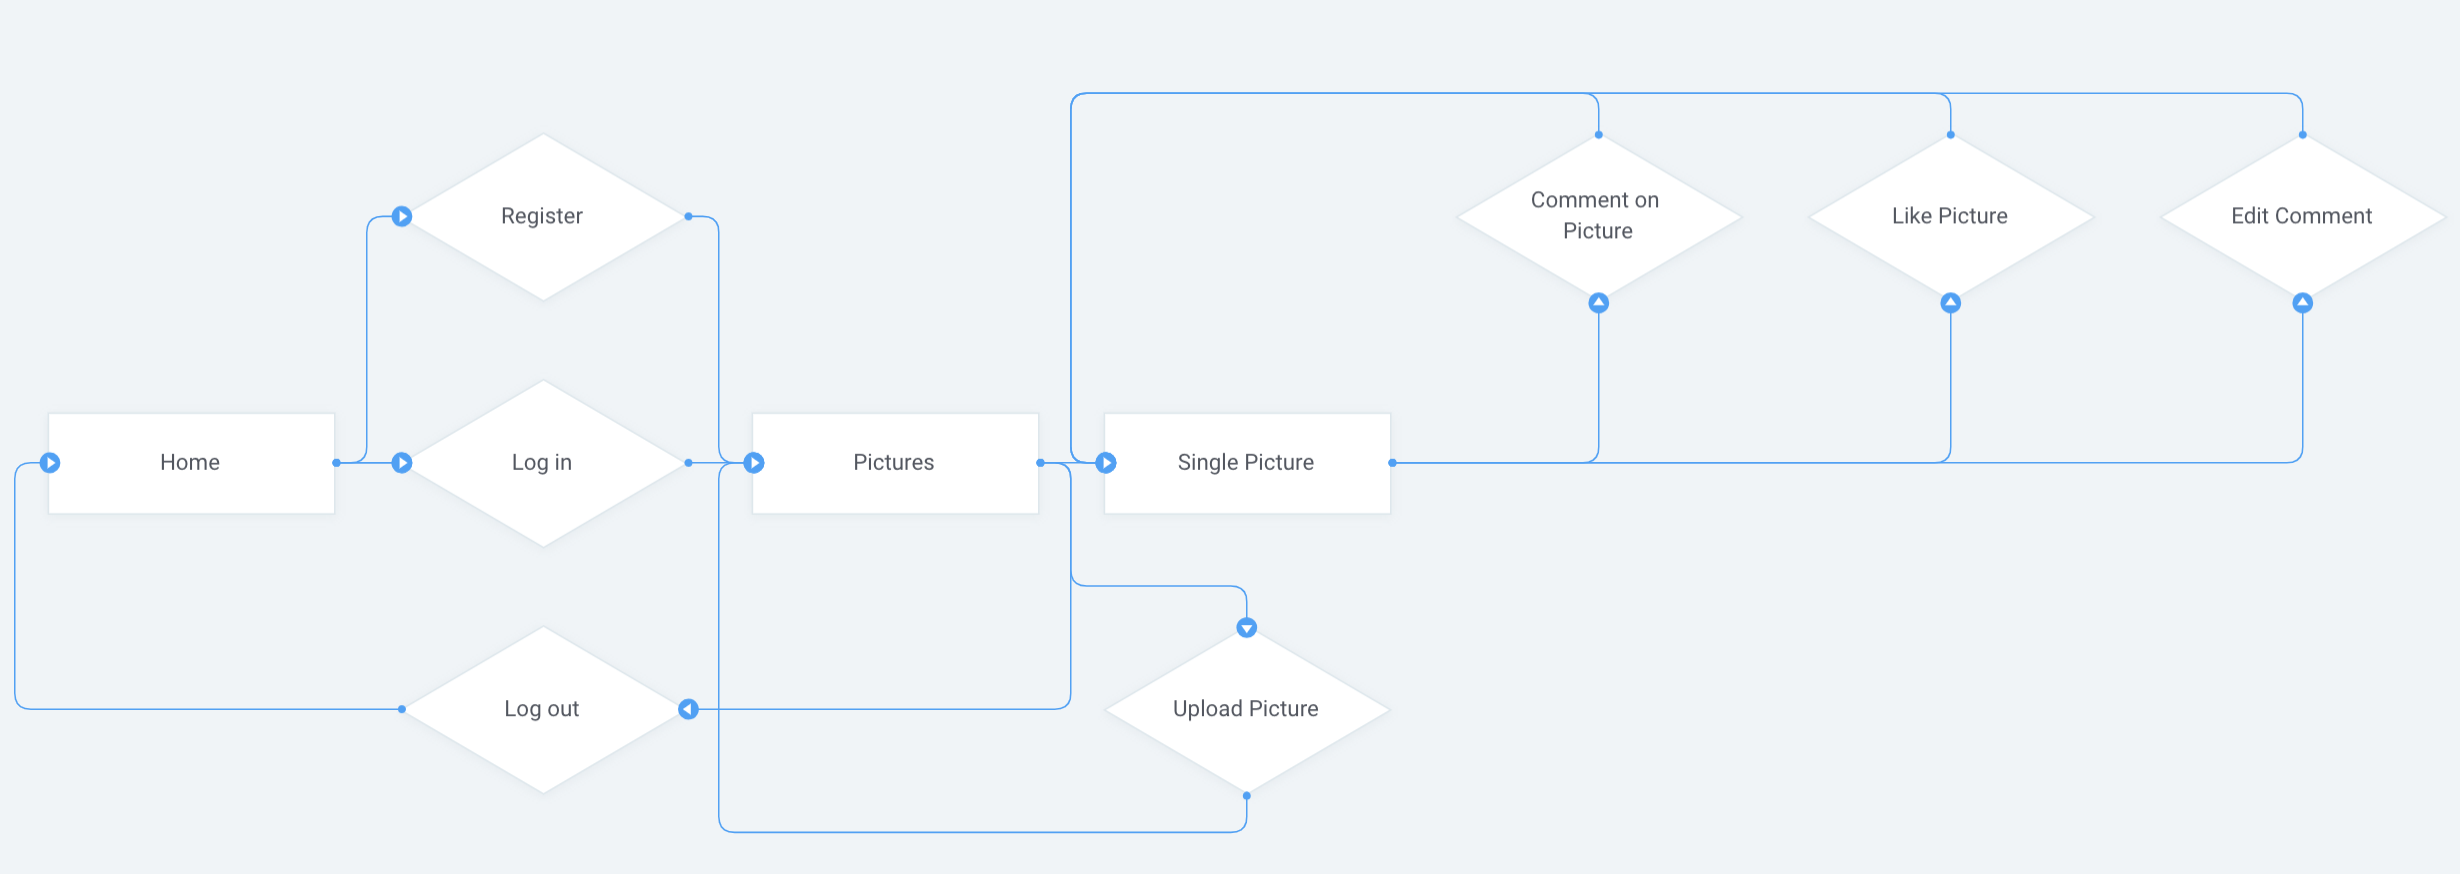 Register
Comment on
Picture
Like Picture
Edit Comment
Home
Log in
Pictures
Single Picture
Log out
Upload Picture